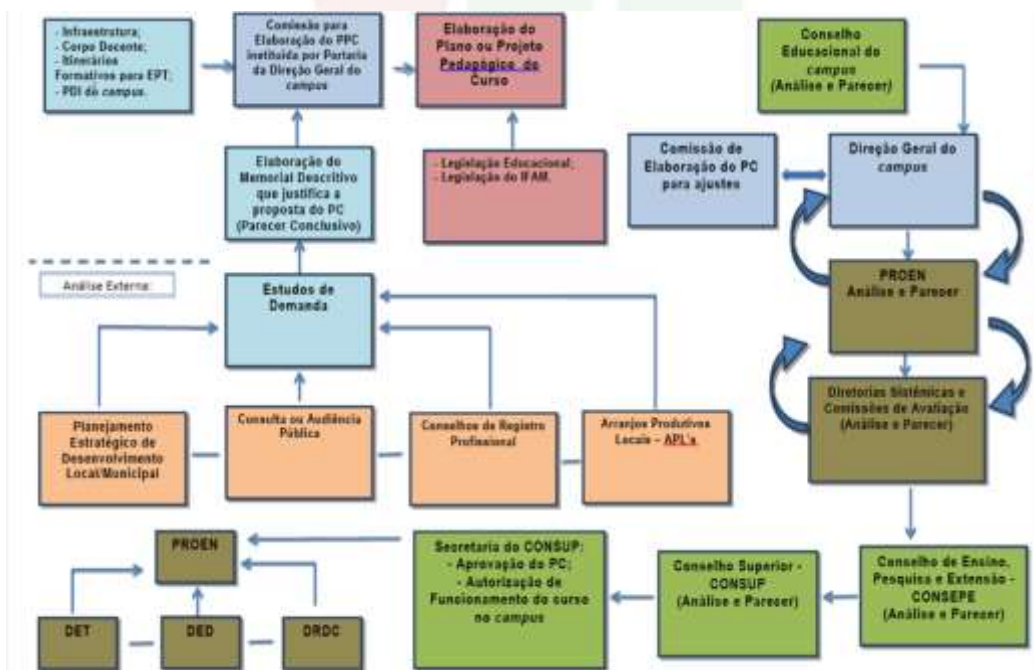 - Infraestrutura;
- Corpo Docente;
- Itinerários
Formativos para EPT;
- PDI do campus.
Comissão para
Elaboração do PPC
instituída por Portaria
da Direção Geral do
campus
Elaboração do
Plano ou Projeto
Pedagógico do
Curso
Conselho
Educacional do
campus
(Análise e Parecer)
Elaboração do
Memorial Descritivo
que justifica a
proposta do PC
(Parecer Conclusivo)
- Legislação Educacional;
- Legislação do IFAM.
Comissão de
Elaboração do PC
para ajustes
Direção Geral do
campus
Análise Externa:
Estudos de
Demanda
PROEN
Análise e Parecer
Diretorias Sistêmicas e
Comissões de Avaliação
(Análise e Parecer)
Planejamento
Estratégico de
Desenvolvimento
Local/Municipal
Consulta ou Audiência
Pública
Conselhos de Registro
Profissional
Arranjos Produtivos
Locais – APL's
PROEN
DET
DED
DRDC
Secretaria do CONSUP:
- Aprovação do PC;
- Autorização de
Funcionamento do curso
no campus
Conselho Superior -
CONSUP
(Análise e Parecer)
Conselho de Ensino,
Pesquisa e Extensão -
CONSEPE
(Análise e Parecer)